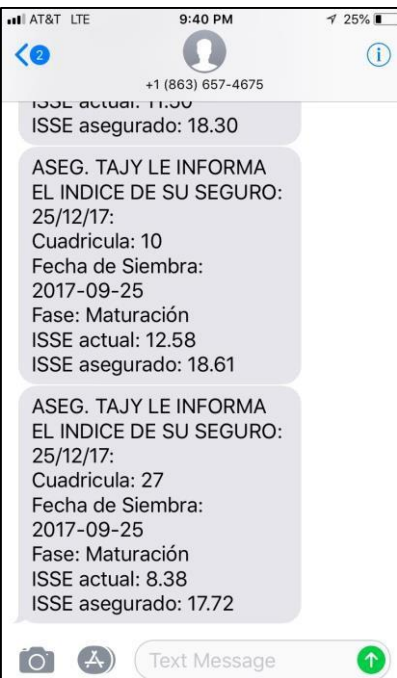 AT&T LTE 9:40 PM 25%
2
+1 (863) 657-4675
ISSE actual: 11.50
ISSE asegurado: 18.30
ASEG. TAJY LE INFORMA
EL INDICE DE SU SEGURO:
25/12/17:
Cuadricula: 10
Fecha de Siembra:
2017-09-25
Fase: Maturación
ISSE actual: 12.58
ISSE asegurado: 18.61
ASEG. TAJY LE INFORMA
EL INDICE DE SU SEGURO:
25/12/17:
Cuadricula: 27
Fecha de Siembra:
2017-09-25
Fase: Maturación
ISSE actual: 8.38
ISSE asegurado: 17.72
Text Message